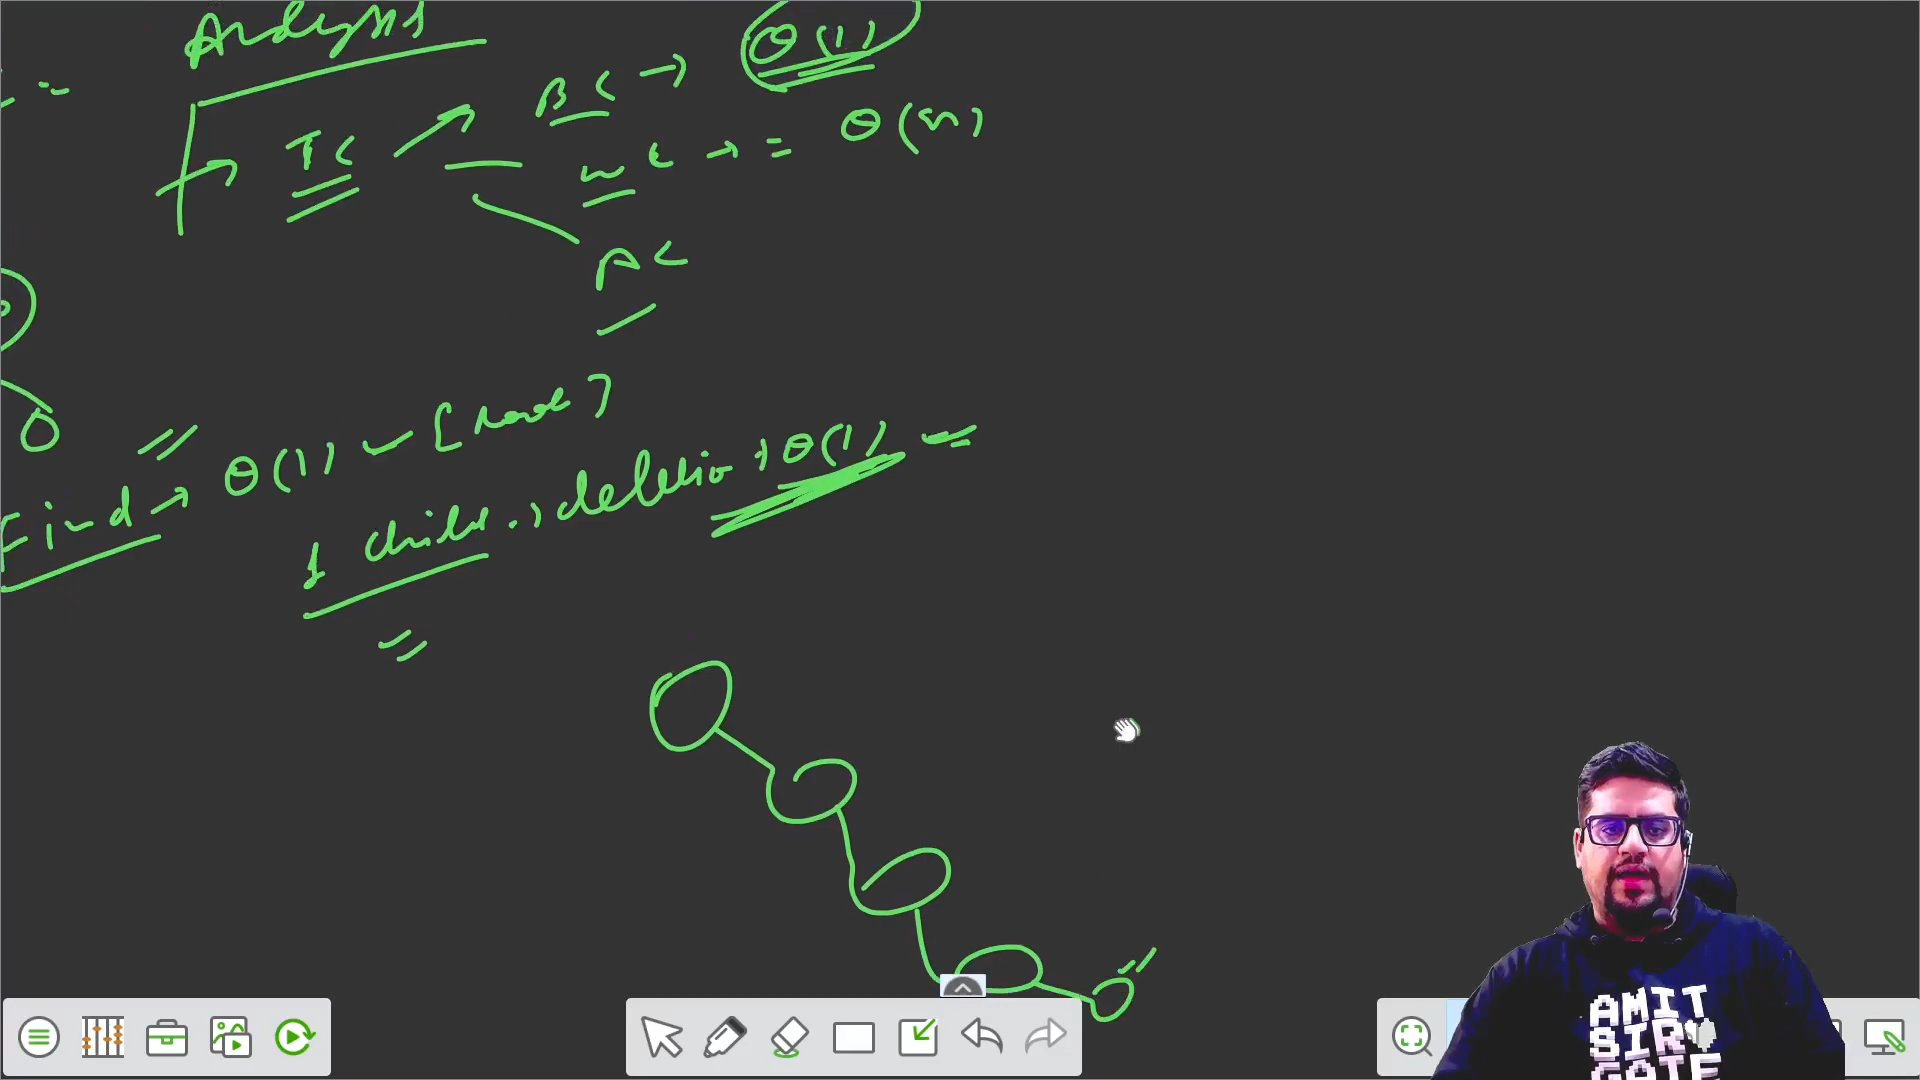 Analysis
TC → BC → θ(1)
WC → = θ(n)
AC
Find → θ(1) [root]
1 child → deletion → θ(1)
AMIT
SIR
GATE